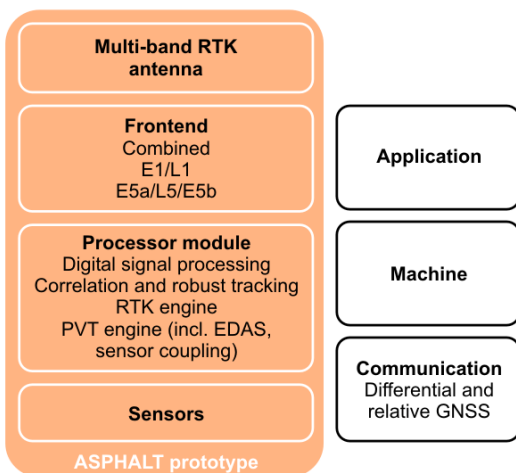 Multi-band RTK
antenna
Frontend
Combined
E1/L1
E5a/L5/E5b
Processor module
Digital signal processing
Correlation and robust tracking
RTK engine
PVT engine (incl. EDAS,
sensor coupling)
Sensors
ASPHALT prototype
Application
Machine
Communication
Differential and
relative GNSS